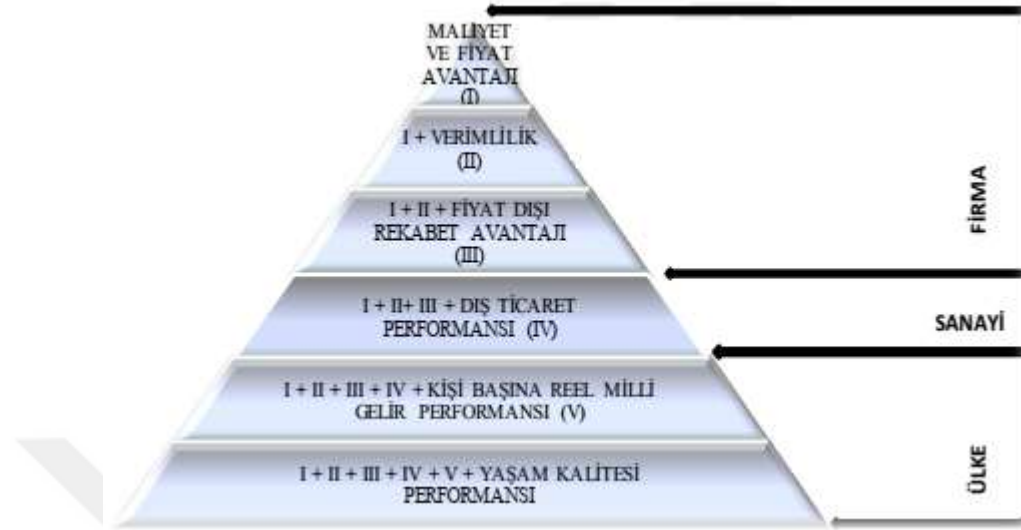 MALİYET
VE FİYAT
AVANTAJI
(I)
I + VERİMLİLİK
(II)
I + II + FİYAT DIŞI
REKABET AVANTAJI
(III)
FİRMA
I + II+ III + DIŞ TİCARET
PERFORMANSI (IV)
SANAYİ
I + II + III + IV + KİŞİ BAŞINA REEL MİLLİ
GELİR PERFORMANSI (V)
I + II + III + IV + V + YAŞAM KALİTESİ
PERFORMANSI
ÜLKE